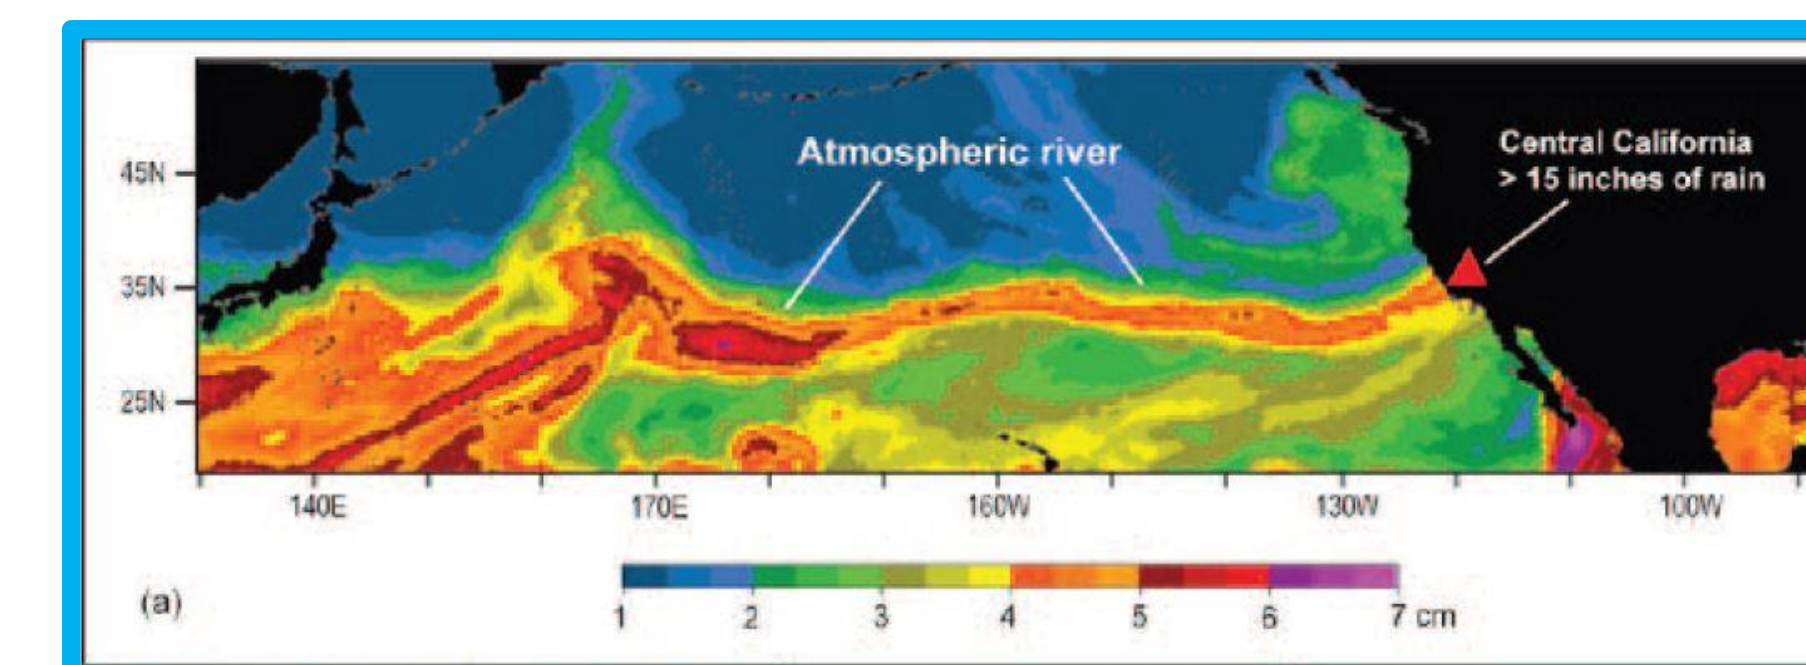 Atmospheric river
Central California
> 15 inches of rain
45N
35N
25N
140E 170E 160W 130W 100W
(a)
1 2 3 4 5 6 7 cm